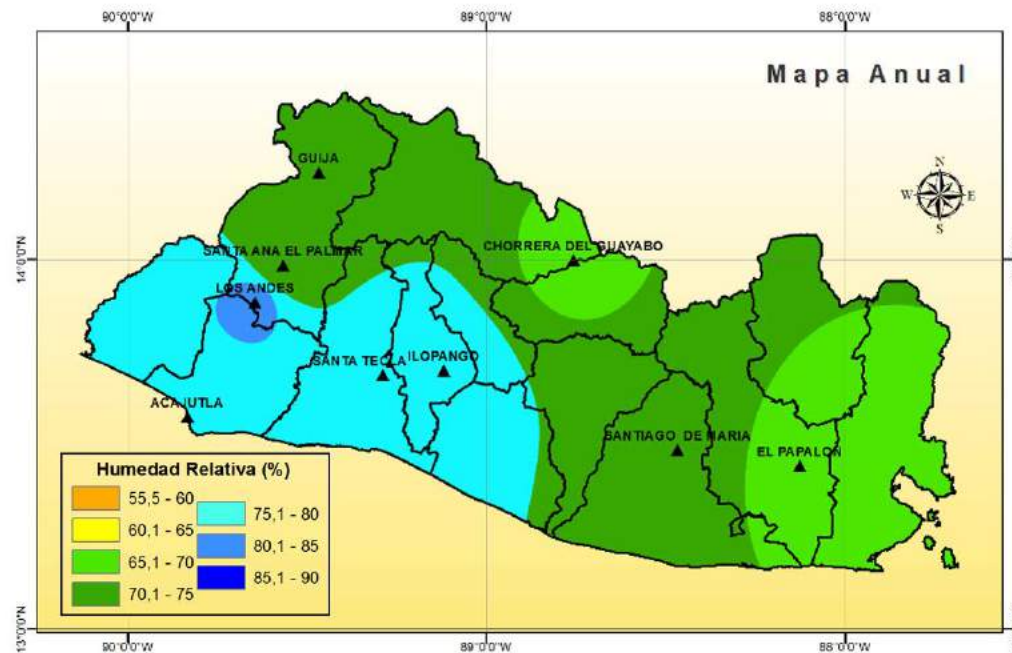 90°0'0"W
89°0'0"W
88°0'0"W
Mapa Anual
GUIJA
N
W E
S
SANTA ANA EL PALMAR
CHORRERA DEL GUAYABO
14°0'0"N
LOS ANDES
SANTA TECLA
ILOPANGO
ACAJUTLA
SANTIAGO DE MARIA
EL PAPALON
Humedad Relativa (%)
55,5 - 60
60,1 - 65
65,1 - 70
70,1 - 75
75,1 - 80
80,1 - 85
85,1 - 90
13°0'0"N
90°0'0"W
89°0'0"W
88°0'0"W